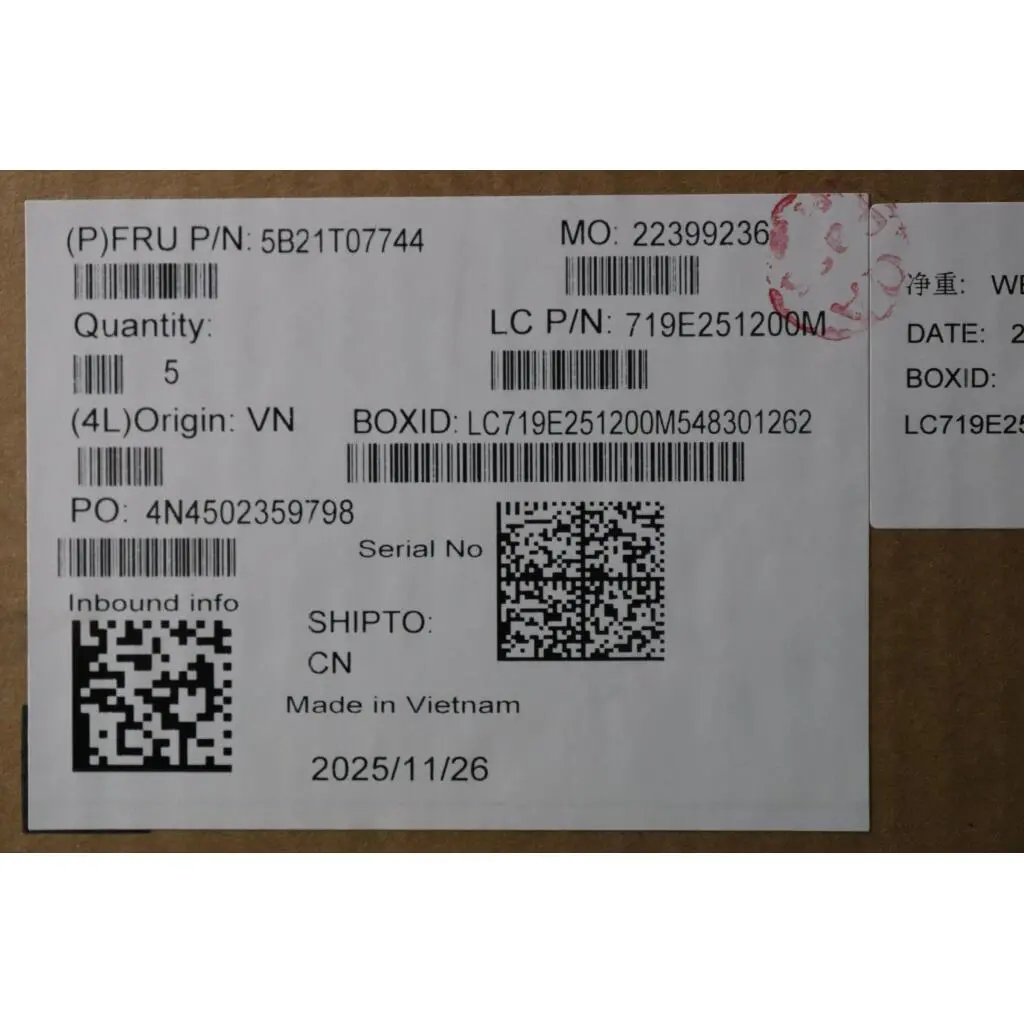 (P)FRU P/N: 5B21T07744
MO: 22399236
Quantity:
5
LC P/N: 719E251200M
(4L)Origin: VN
BOXID: LC719E251200M548301262
PO: 4N4502359798
Serial No
Inbound info
SHIPTO:
CN
Made in Vietnam
2025/11/26
净重:
DATE: 2
BOXID:
LC719E25